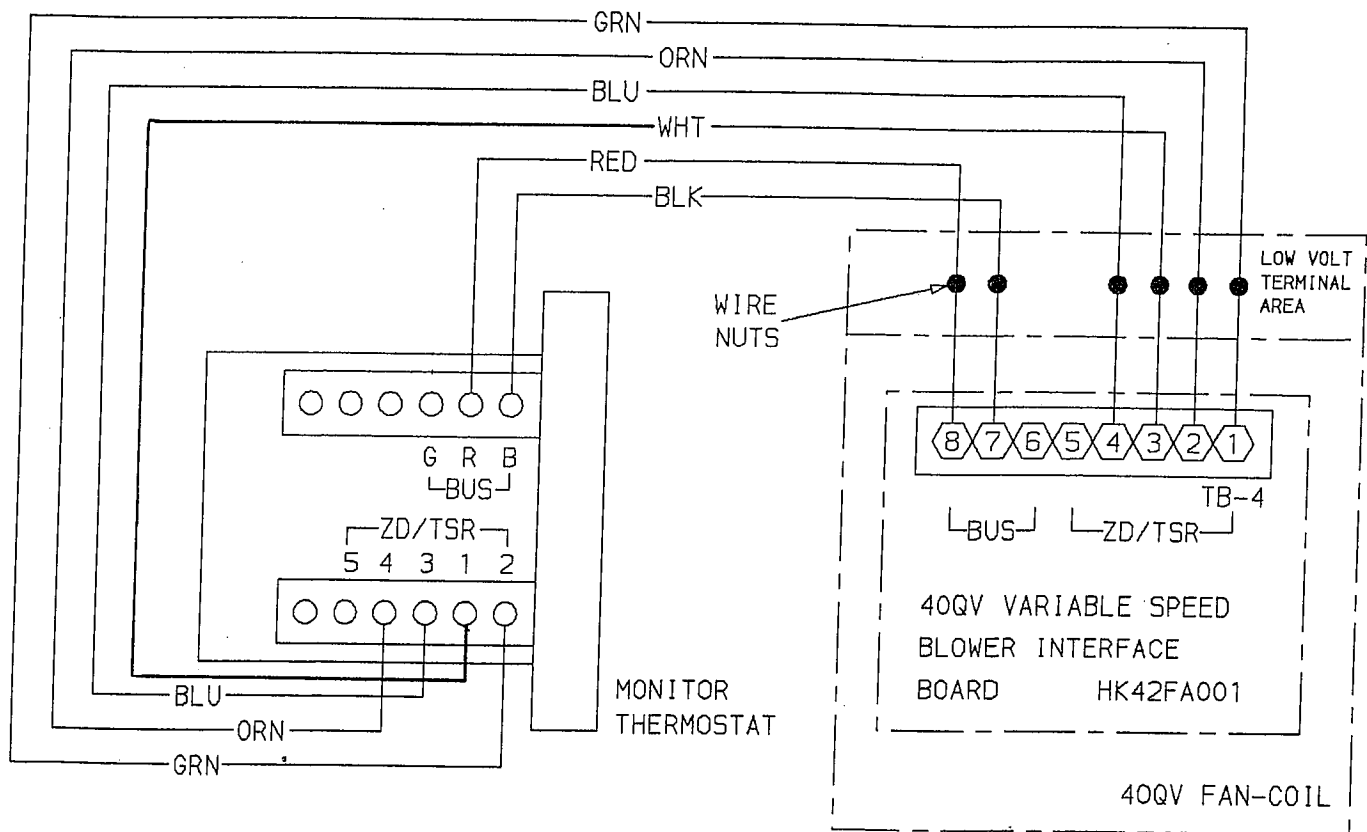 GRN
ORN
BLU
WHT
RED
BLK
LOW VOLT
TERMINAL
AREA
WIRE
NUTS
8 7 6 5 4 3 2 1
TB-4
BUS
ZD/TSR
G R B
BUS
ZD/TSR
5 4 3 1 2
40QV VARIABLE SPEED
BLOWER INTERFACE
BOARD HK42FA001
MONITOR
THERMOSTAT
BLU
ORN
GRN
40QV FAN-COIL